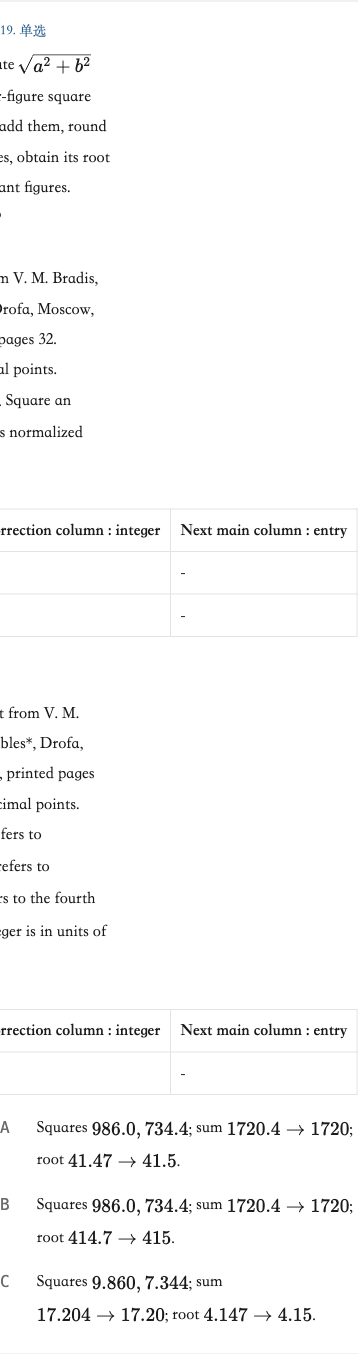 19. 单选
√a² + b²
-figure square
add them, round
es, obtain its root
ant figures.
m V. M. Bradis,
Drofa, Moscow,
pages 32.
al points.
. Square an
s normalized
rrection column : integer Next main column : entry
-
-
t from V. M.
bles*, Drofa,
, printed pages
cimal points.
fers to
refers to
rs to the fourth
eger is in units of
rrection column : integer Next main column : entry
-
A Squares 986.0, 734.4; sum 1720.4 → 1720;
root 41.47 → 41.5.
B Squares 986.0, 734.4; sum 1720.4 → 1720;
root 414.7 → 415.
C Squares 9.860, 7.344; sum
17.204 → 17.20; root 4.147 → 4.15.